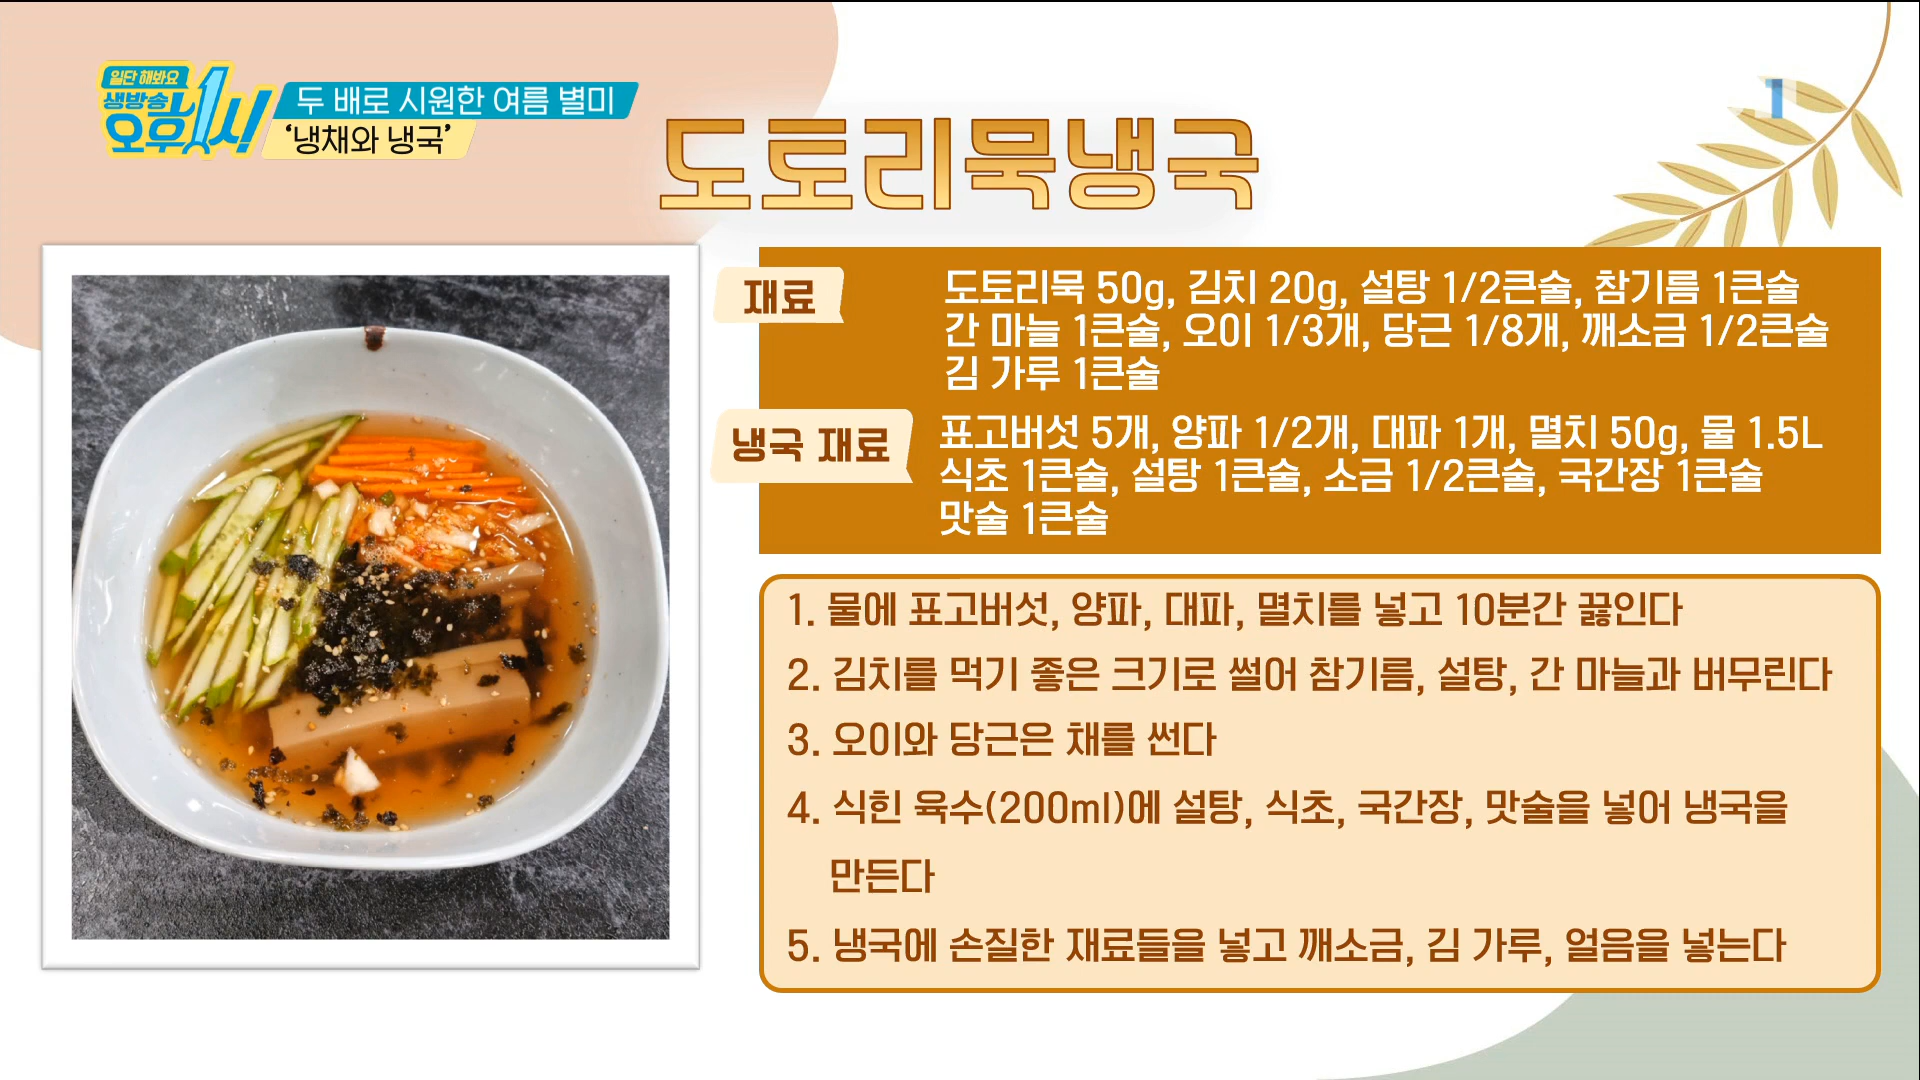 일단 해봐요
생방송
오후1시!
두 배로 시원한 여름 별미
‘냉채와 냉국’
1
도토리묵냉국
재료
도토리묵 50g, 김치 20g, 설탕 1/2큰술, 참기름 1큰술
간 마늘 1큰술, 오이 1/3개, 당근 1/8개, 깨소금 1/2큰술
김 가루 1큰술
냉국 재료
표고버섯 5개, 양파 1/2개, 대파 1개, 멸치 50g, 물 1.5L
식초 1큰술, 설탕 1큰술, 소금 1/2큰술, 국간장 1큰술
맛술 1큰술
1. 물에 표고버섯, 양파, 대파, 멸치를 넣고 10분간 끓인다
2. 김치를 먹기 좋은 크기로 썰어 참기름, 설탕, 간 마늘과 버무린다
3. 오이와 당근은 채를 썬다
4. 식힌 육수(200ml)에 설탕, 식초, 국간장, 맛술을 넣어 냉국을
만든다
5. 냉국에 손질한 재료들을 넣고 깨소금, 김 가루, 얼음을 넣는다